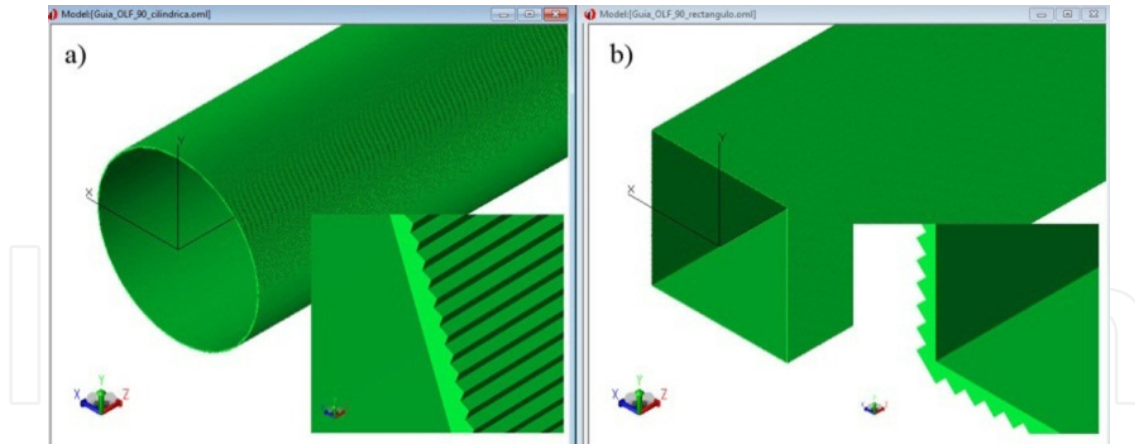 Model:[Guia_OLF_90_cilindrica.oml]
Model:[Guia_OLF_90_rectangulo.oml]
a)
b)
Y
X
Y
X
Y
X
Z
Y
X
Z